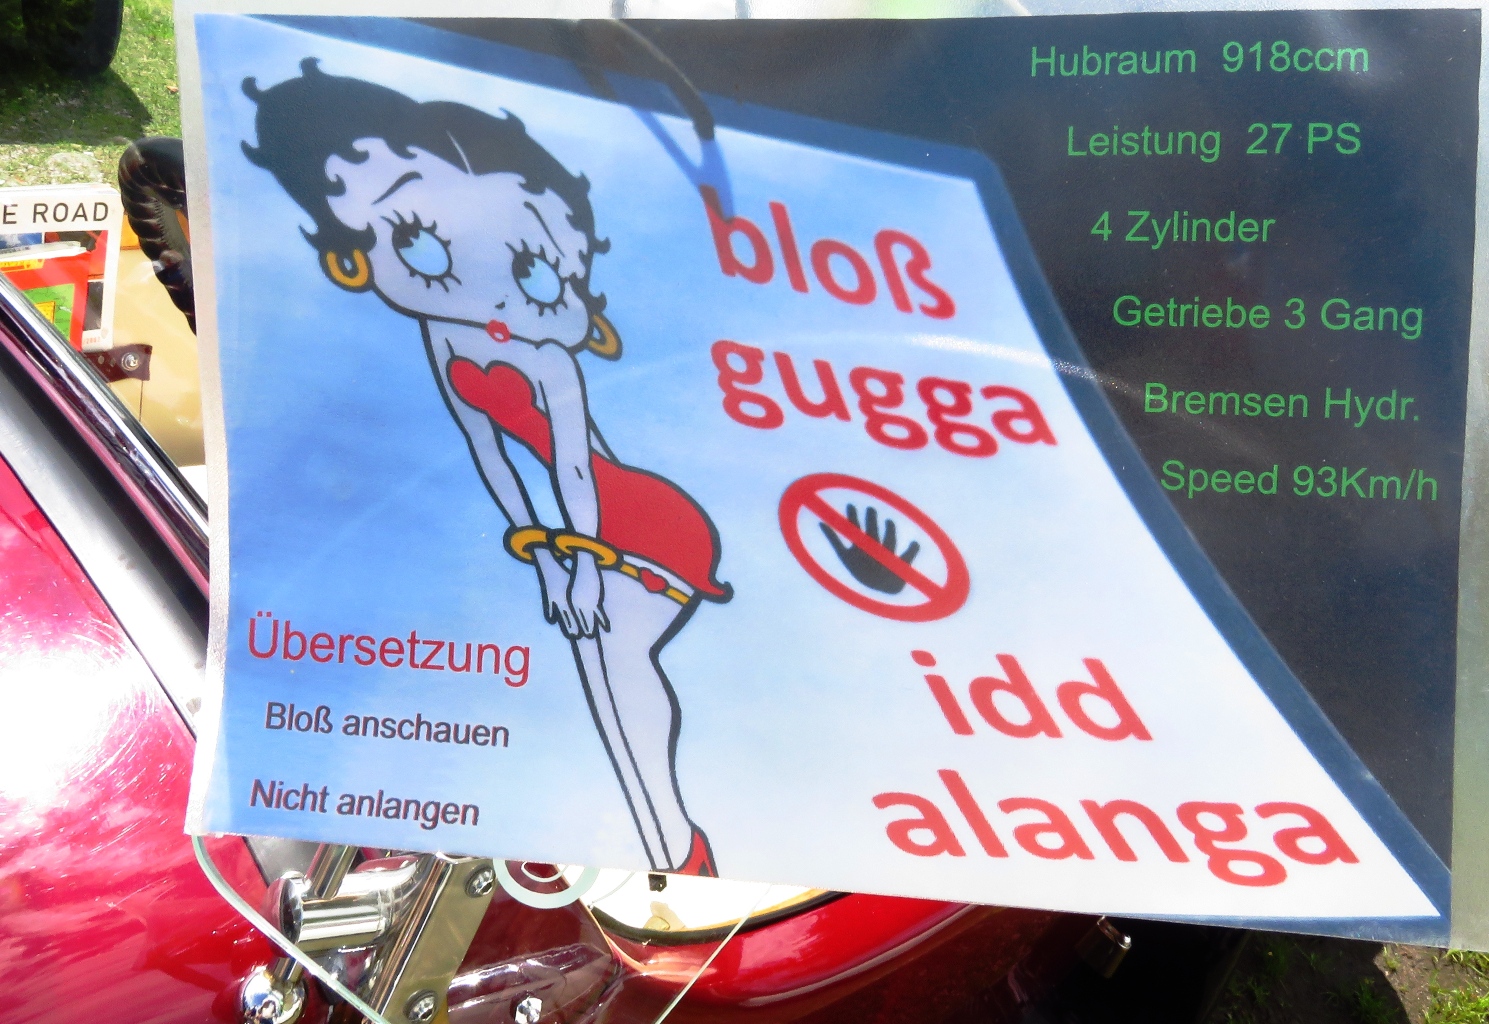 E ROAD
bloß
gugga
idd
alanga
Übersetzung
Bloß anschauen
Nicht anlangen
Hubraum 918ccm
Leistung 27 PS
4 Zylinder
Getriebe 3 Gang
Bremsen Hydr.
Speed 93Km/h